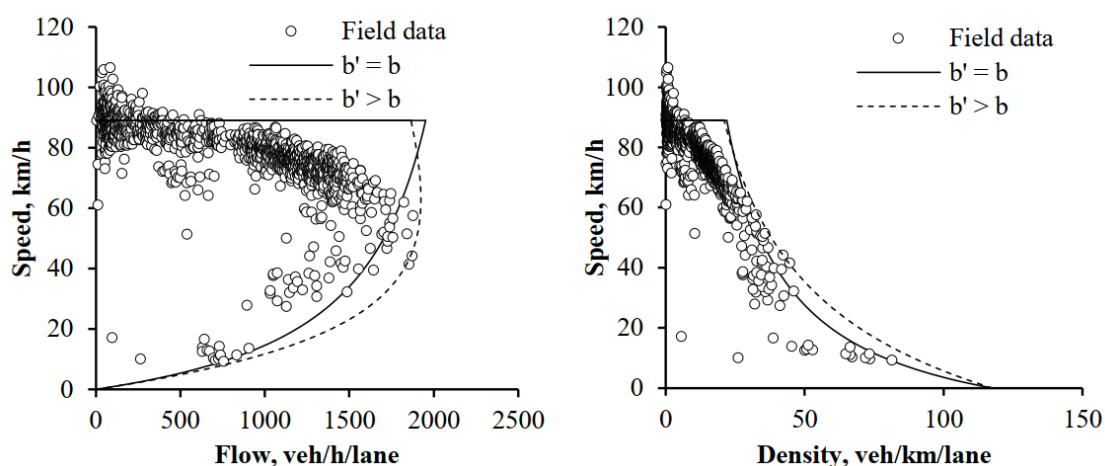 120
100
80
60
40
20
0
Speed, km/h
Field data
b' = b
b' > b
0
500
1000
1500
2000
2500
Flow, veh/h/lane
120
100
80
60
40
20
0
Speed, km/h
Field data
b' = b
b' > b
0
50
100
150
Density, veh/km/lane